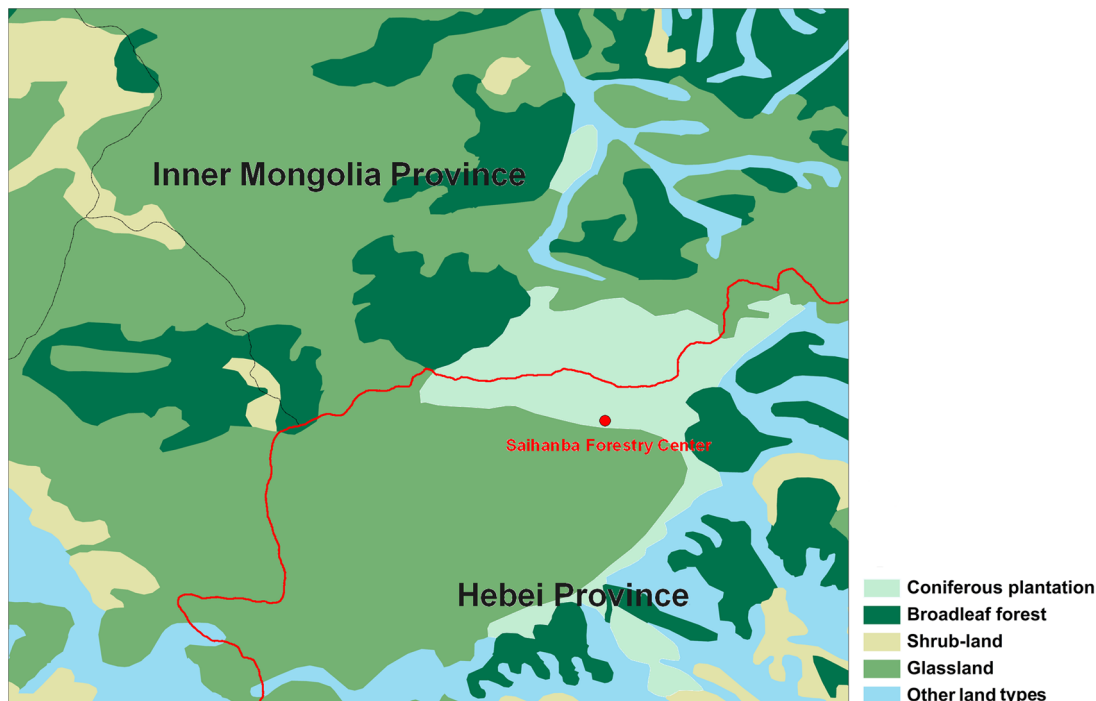 Inner Mongolia Province
Saihanba Forestry Center
Hebei Province
Coniferous plantation
Broadleaf forest
Shrub-land
Glassland
Other land types